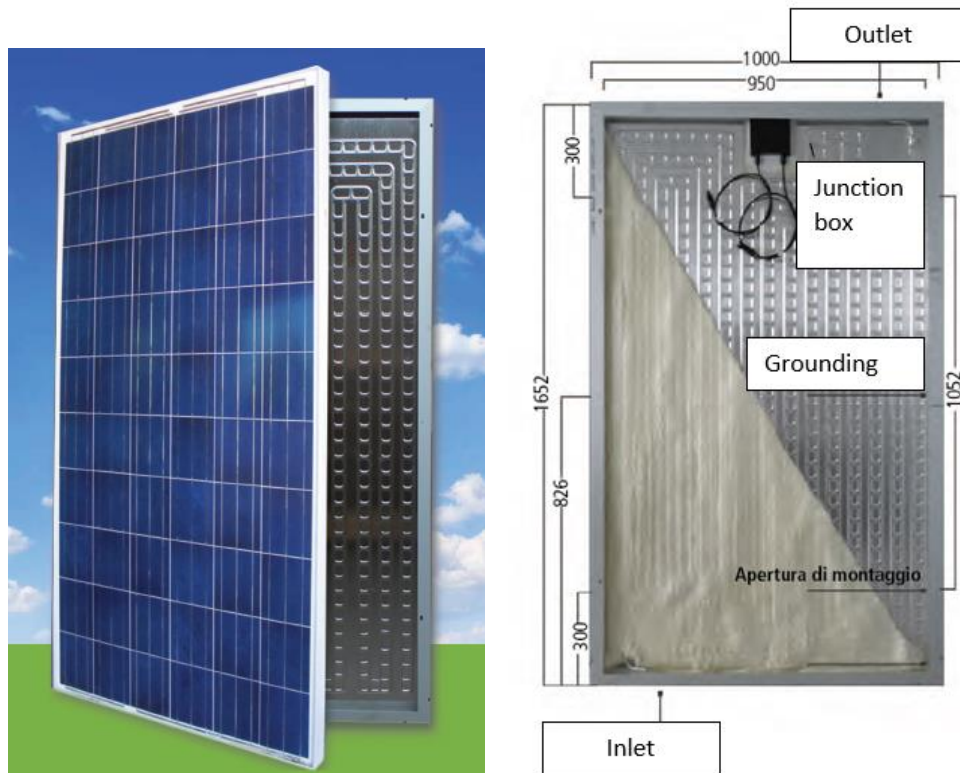 Outlet
1000
950
300
Junction
box
Grounding
1652
1052
826
Apertura di montaggio
300
Inlet